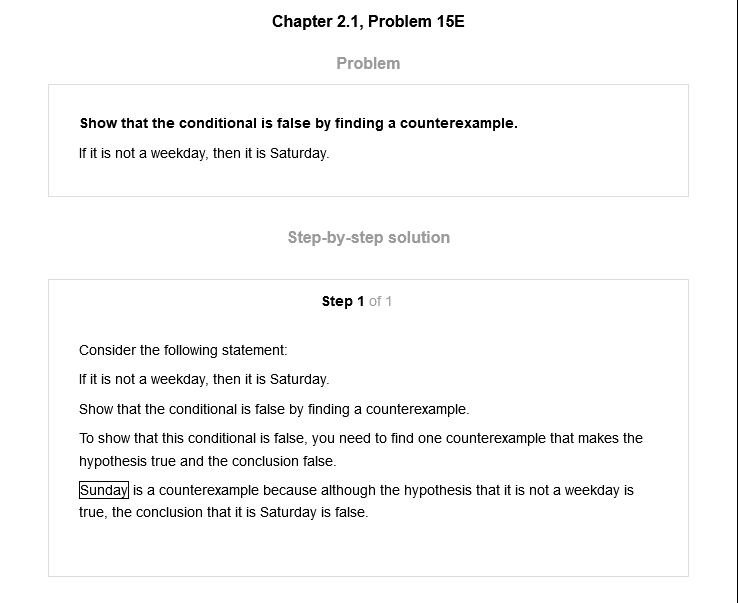 Chapter 2.1, Problem 15E
Problem
Show that the conditional is false by finding a counterexample.
If it is not a weekday, then it is Saturday.
Step-by-step solution
Step 1 of 1
Consider the following statement:
If it is not a weekday, then it is Saturday.
Show that the conditional is false by finding a counterexample.
To show that this conditional is false, you need to find one counterexample that makes the
hypothesis true and the conclusion false.
Sunday is a counterexample because although the hypothesis that it is not a weekday is
true, the conclusion that it is Saturday is false.